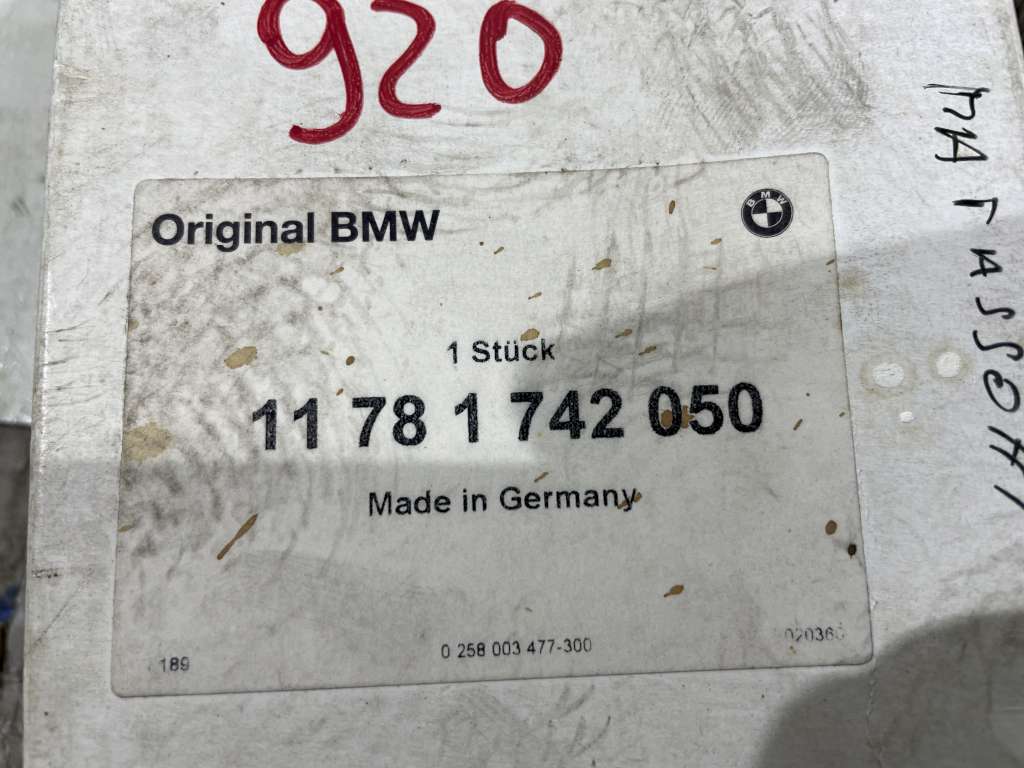 920
Original BMW
BMW
1 Stück
11 78 1 742 050
Made in Germany
189
0 258 003 477-300